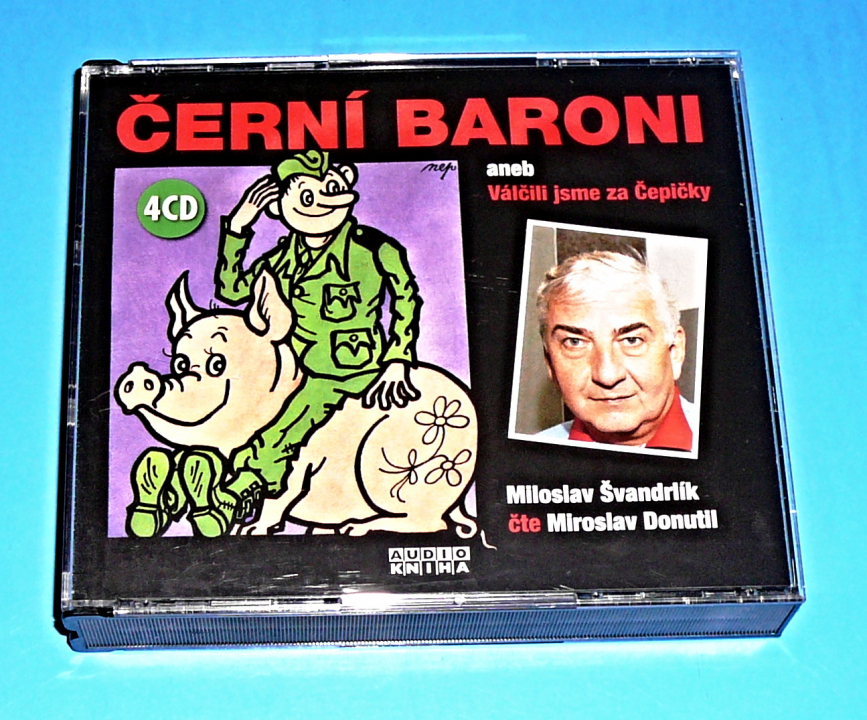 ČERNÍ BARONI
aneb
Válčili jsme za Čepičky
4CD
nep
Miloslav Švandrlík
čte Miroslav Donutil
AUDIO
KNIHA